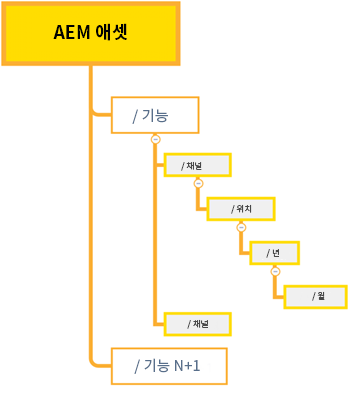 AEM 애셋
/ 기능
/ 채널
/ 위치
/ 년
/ 월
/ 채널
/ 기능 N+1